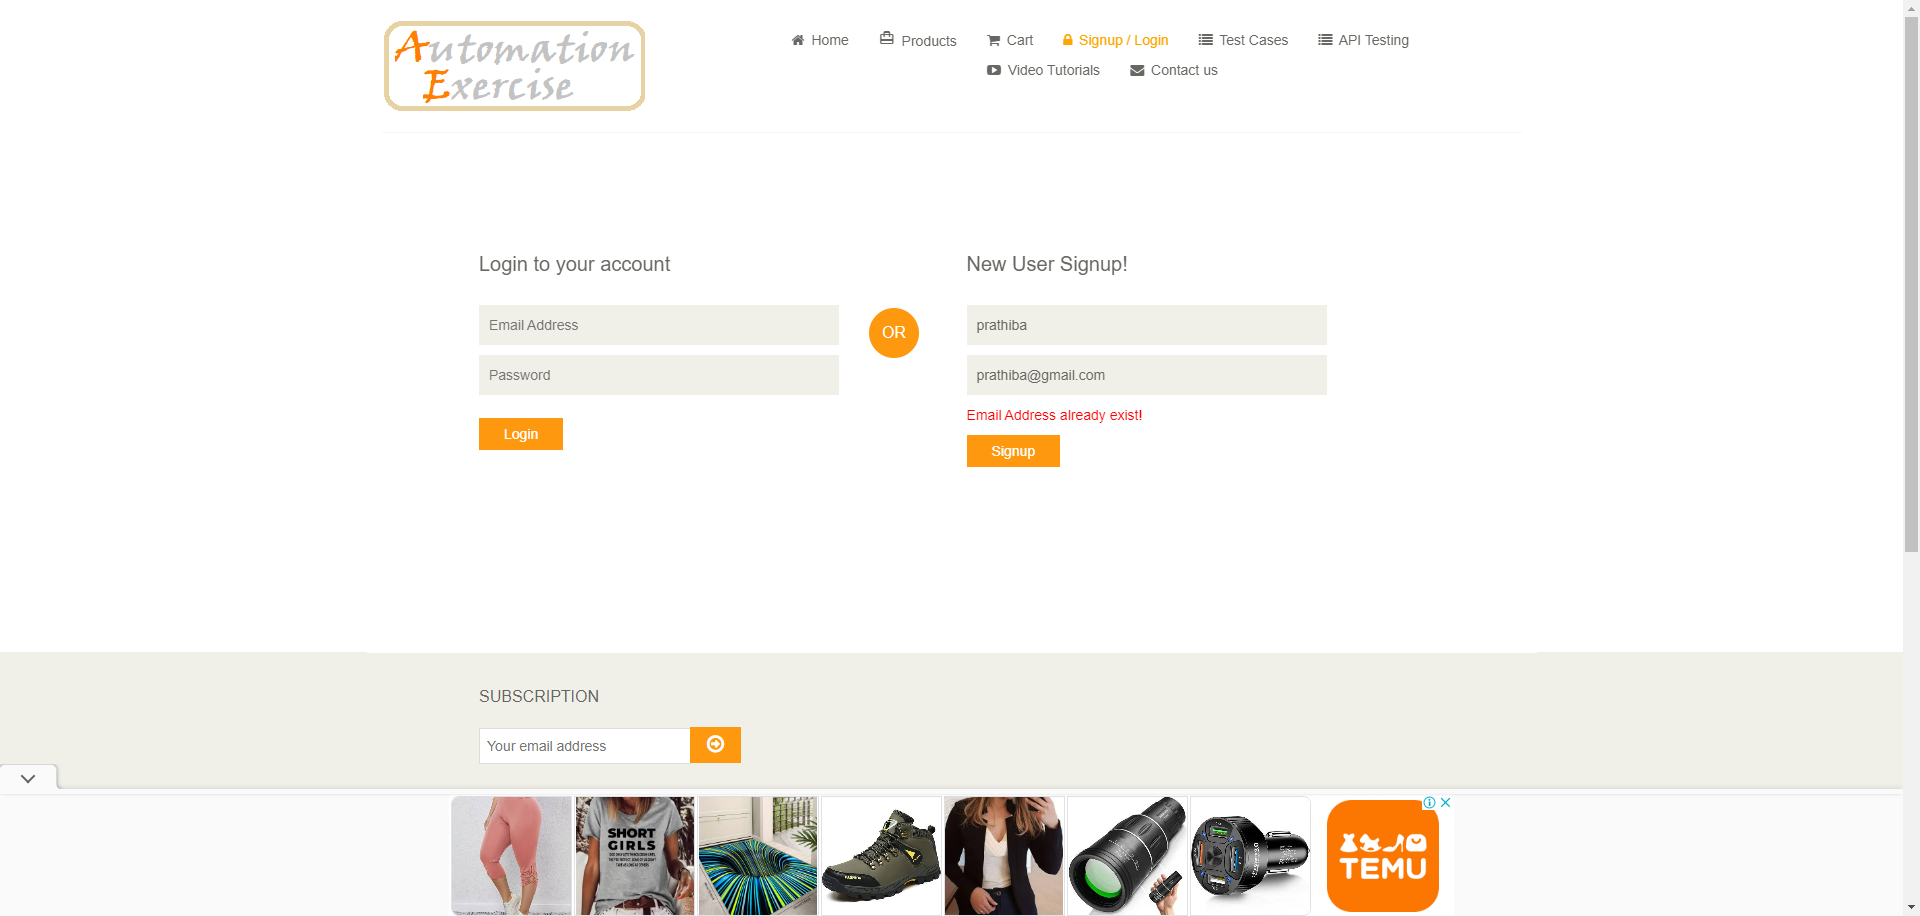 Automation
Exercise
Home
Products
Cart
Signup / Login
Test Cases
API Testing
Video Tutorials
Contact us
Login to your account
Email Address
Password
Login
OR
New User Signup!
prathiba
prathiba@gmail.com
Email Address already exist!
Signup
SUBSCRIPTION
Your email address
SHORT
GIRLS
TEMU